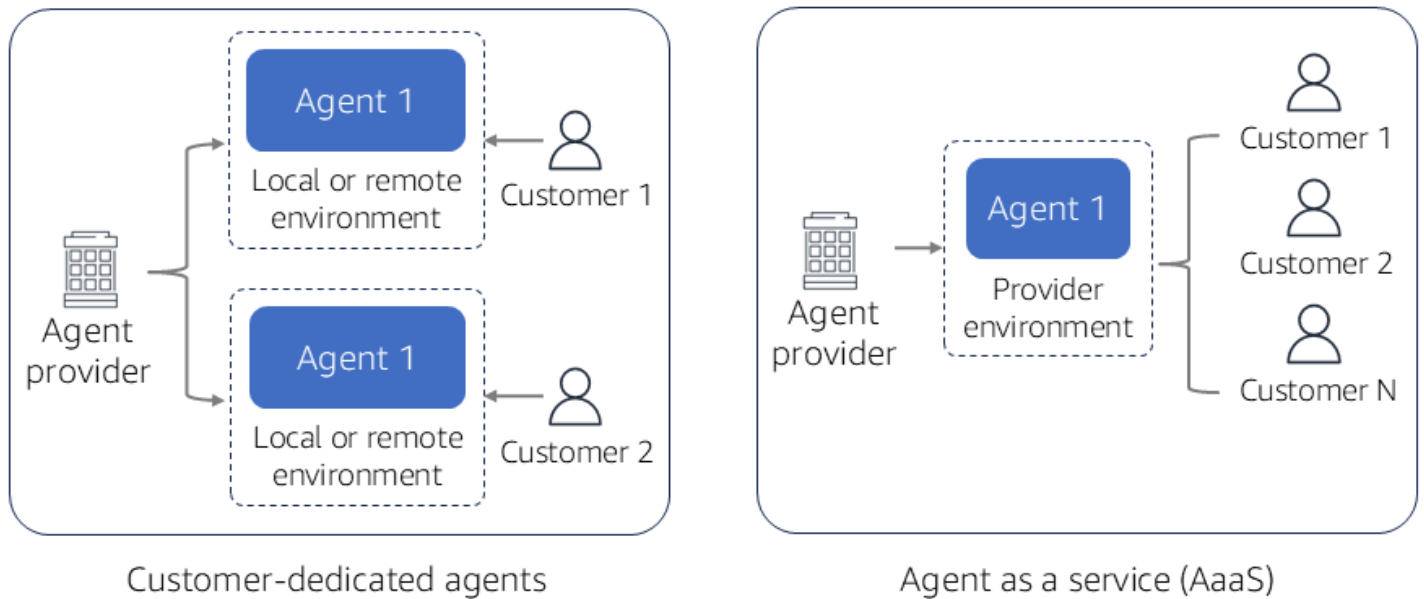 Agent 1
Local or remote
environment
Customer 1
Agent
provider
Agent 1
Local or remote
environment
Customer 2
Customer-dedicated agents
Agent
provider
Agent 1
Provider
environment
Customer 1
Customer 2
Customer N
Agent as a service (AaaS)